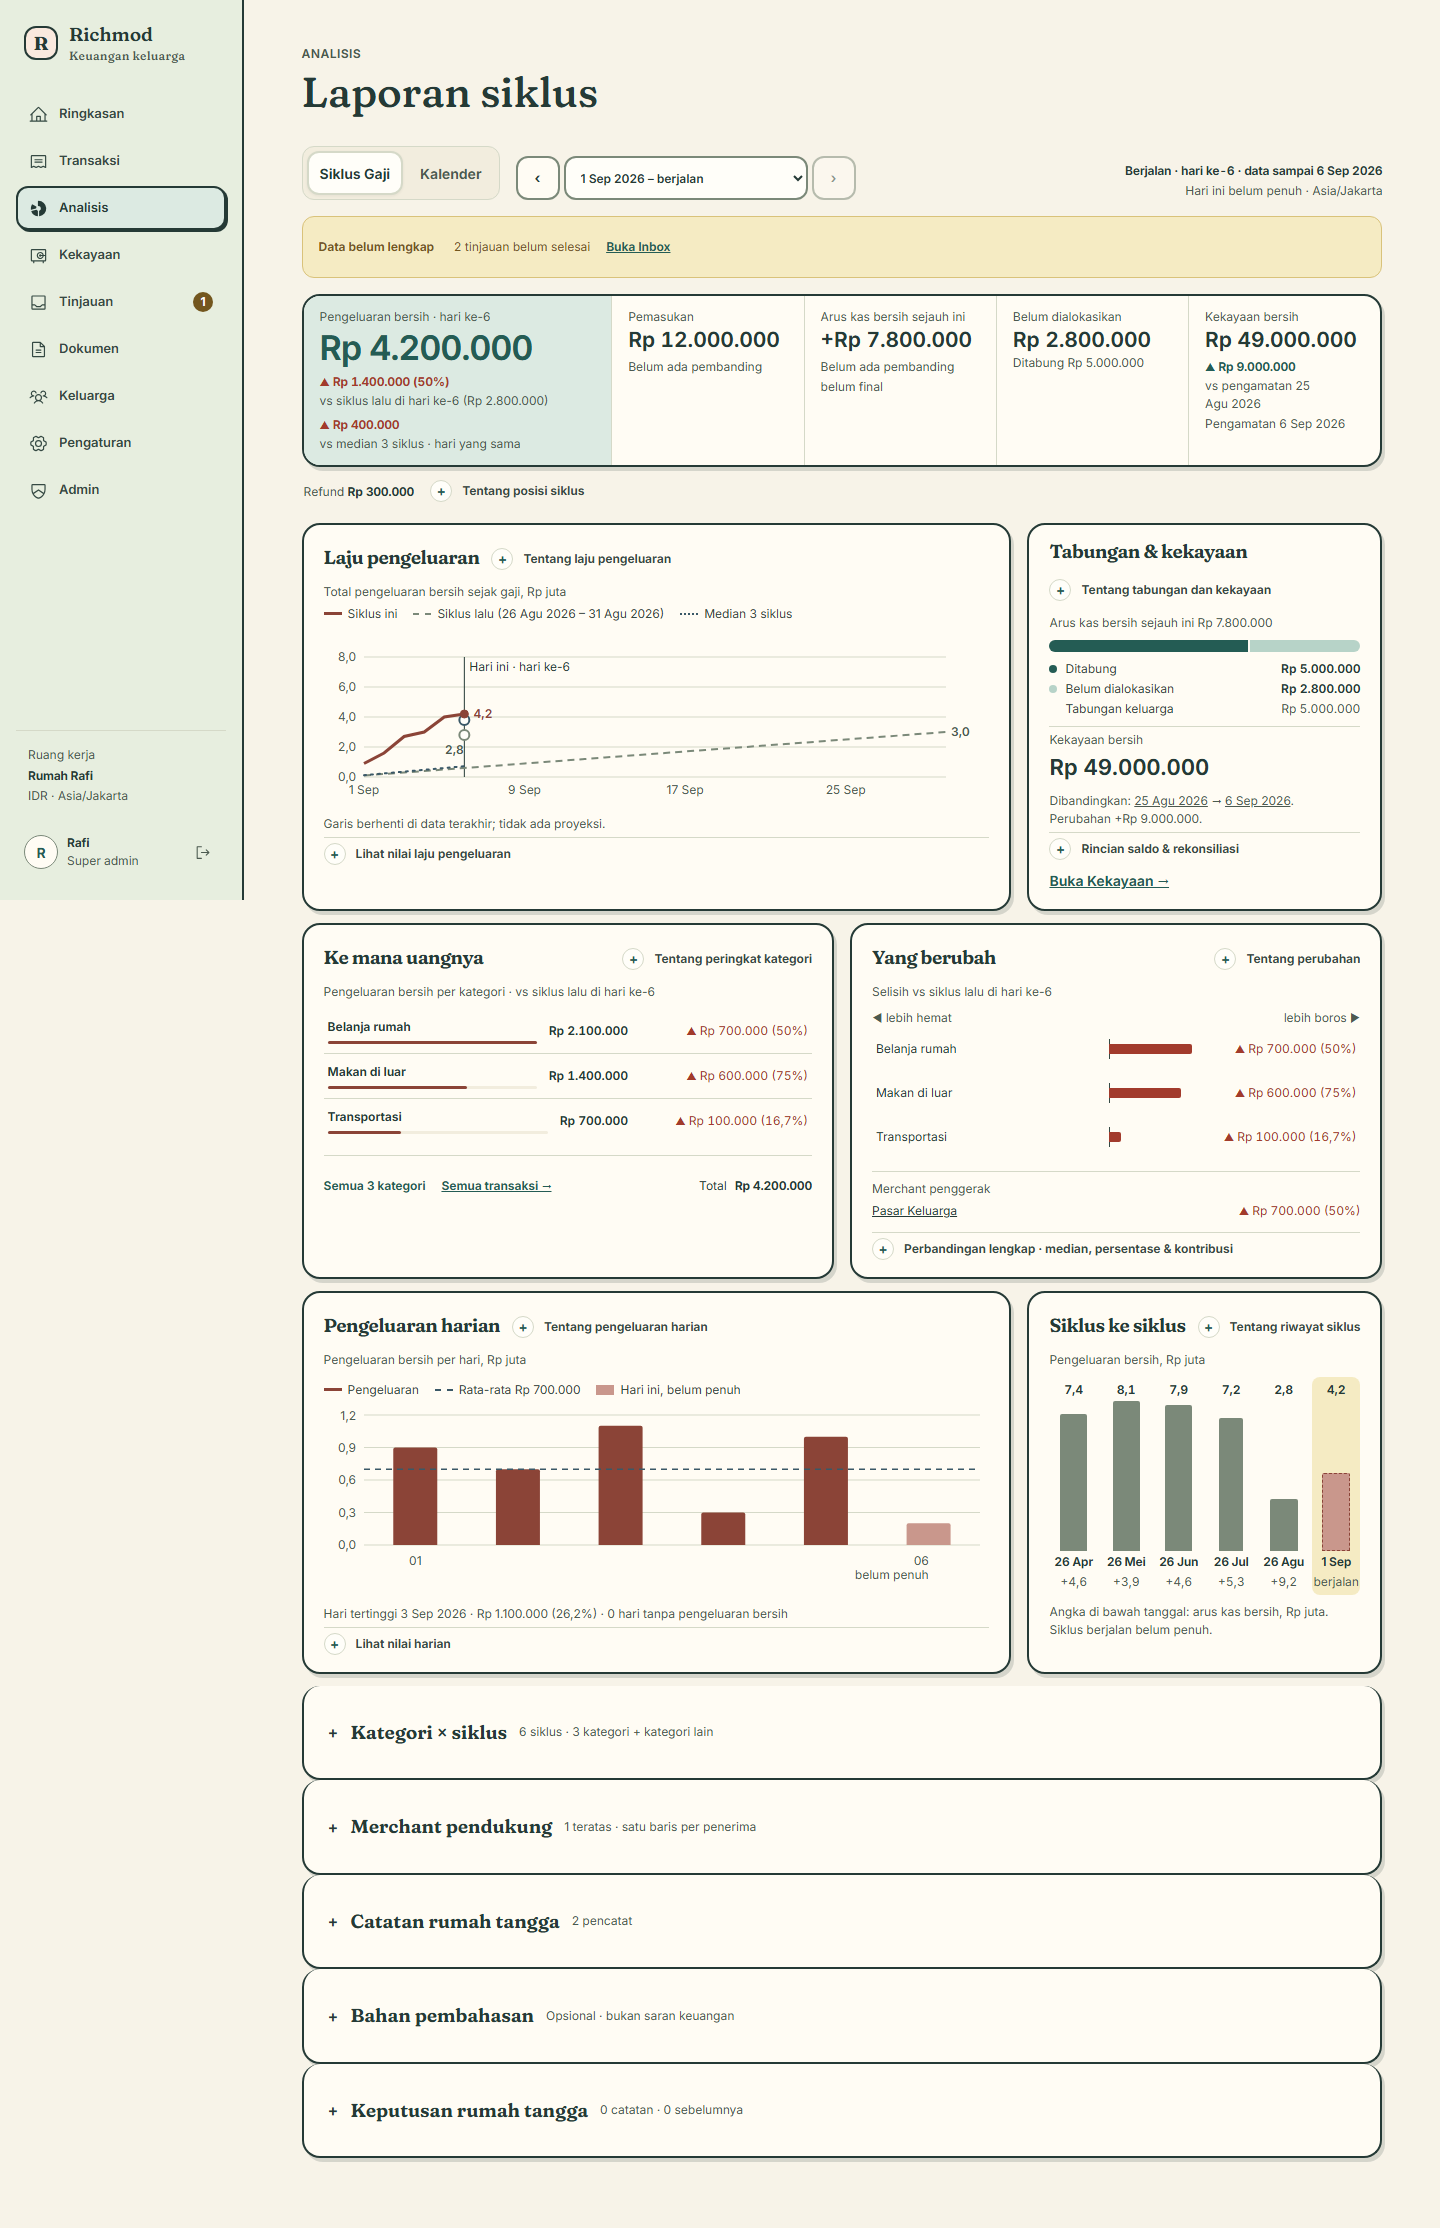 R
Richmod
Keuangan keluarga
Ringkasan
Transaksi
Analisis
Kekayaan
Tinjauan
1
Dokumen
Keluarga
Pengaturan
Admin
Ruang kerja
Rumah Rafi
IDR · Asia/Jakarta
R
Rafi
Super admin
ANALISIS
Laporan siklus
Siklus Gaji
Kalender
‹
1 Sep 2026 – berjalan
›
Berjalan · hari ke-6 · data sampai 6 Sep 2026
Hari ini belum penuh · Asia/Jakarta
Data belum lengkap 2 tinjauan belum selesai Buka Inbox
Pengeluaran bersih · hari ke-6
Rp 4.200.000
▲ Rp 1.400.000 (50%)
vs siklus lalu di hari ke-6 (Rp 2.800.000)
▲ Rp 400.000
vs median 3 siklus · hari yang sama
Pemasukan
Rp 12.000.000
Belum ada pembanding
Arus kas bersih sejauh ini
+Rp 7.800.000
Belum ada pembanding
belum final
Belum dialokasikan
Rp 2.800.000
Ditabung Rp 5.000.000
Kekayaan bersih
Rp 49.000.000
▲ Rp 9.000.000
vs pengamatan 25
Agu 2026
Pengamatan 6 Sep 2026
Refund Rp 300.000 + Tentang posisi siklus
Laju pengeluaran + Tentang laju pengeluaran
Total pengeluaran bersih sejak gaji, Rp juta
Siklus ini Siklus lalu (26 Agu 2026 – 31 Agu 2026) Median 3 siklus
8,0
6,0
4,0
2,0
0,0
Hari ini · hari ke-6
4,2
2,8
3,0
1 Sep 9 Sep 17 Sep 25 Sep
Garis berhenti di data terakhir; tidak ada proyeksi.
+ Lihat nilai laju pengeluaran
Tabungan & kekayaan
+ Tentang tabungan dan kekayaan
Arus kas bersih sejauh ini Rp 7.800.000
Ditabung Rp 5.000.000
Belum dialokasikan Rp 2.800.000
Tabungan keluarga Rp 5.000.000
Kekayaan bersih
Rp 49.000.000
Dibandingkan: 25 Agu 2026 → 6 Sep 2026.
Perubahan +Rp 9.000.000.
+ Rincian saldo & rekonsiliasi
Buka Kekayaan →
Ke mana uangnya + Tentang peringkat kategori
Pengeluaran bersih per kategori · vs siklus lalu di hari ke-6
Belanja rumah Rp 2.100.000 ▲ Rp 700.000 (50%)
Makan di luar Rp 1.400.000 ▲ Rp 600.000 (75%)
Transportasi Rp 700.000 ▲ Rp 100.000 (16,7%)
Semua 3 kategori Semua transaksi → Total Rp 4.200.000
Yang berubah + Tentang perubahan
Selisih vs siklus lalu di hari ke-6
◀ lebih hemat lebih boros ▶
Belanja rumah ▲ Rp 700.000 (50%)
Makan di luar ▲ Rp 600.000 (75%)
Transportasi ▲ Rp 100.000 (16,7%)
Merchant penggerak
Pasar Keluarga ▲ Rp 700.000 (50%)
+ Perbandingan lengkap · median, persentase & kontribusi
Pengeluaran harian + Tentang pengeluaran harian
Pengeluaran bersih per hari, Rp juta
Pengeluaran Rata-rata Rp 700.000 Hari ini, belum penuh
1,2
0,9
0,6
0,3
0,0
01 06
belum penuh
Hari tertinggi 3 Sep 2026 · Rp 1.100.000 (26,2%) · 0 hari tanpa pengeluaran bersih
+ Lihat nilai harian
Siklus ke siklus + Tentang riwayat siklus
Pengeluaran bersih, Rp juta
7,4 8,1 7,9 7,2 2,8 4,2
26 Apr 26 Mei 26 Jun 26 Jul 26 Agu 1 Sep
+4,6 +3,9 +4,6 +5,3 +9,2 berjalan
Angka di bawah tanggal: arus kas bersih, Rp juta.
Siklus berjalan belum penuh.
+ Kategori × siklus 6 siklus · 3 kategori + kategori lain
+ Merchant pendukung 1 teratas · satu baris per penerima
+ Catatan rumah tangga 2 pencatat
+ Bahan pembahasan Opsional · bukan saran keuangan
+ Keputusan rumah tangga 0 catatan · 0 sebelumnya